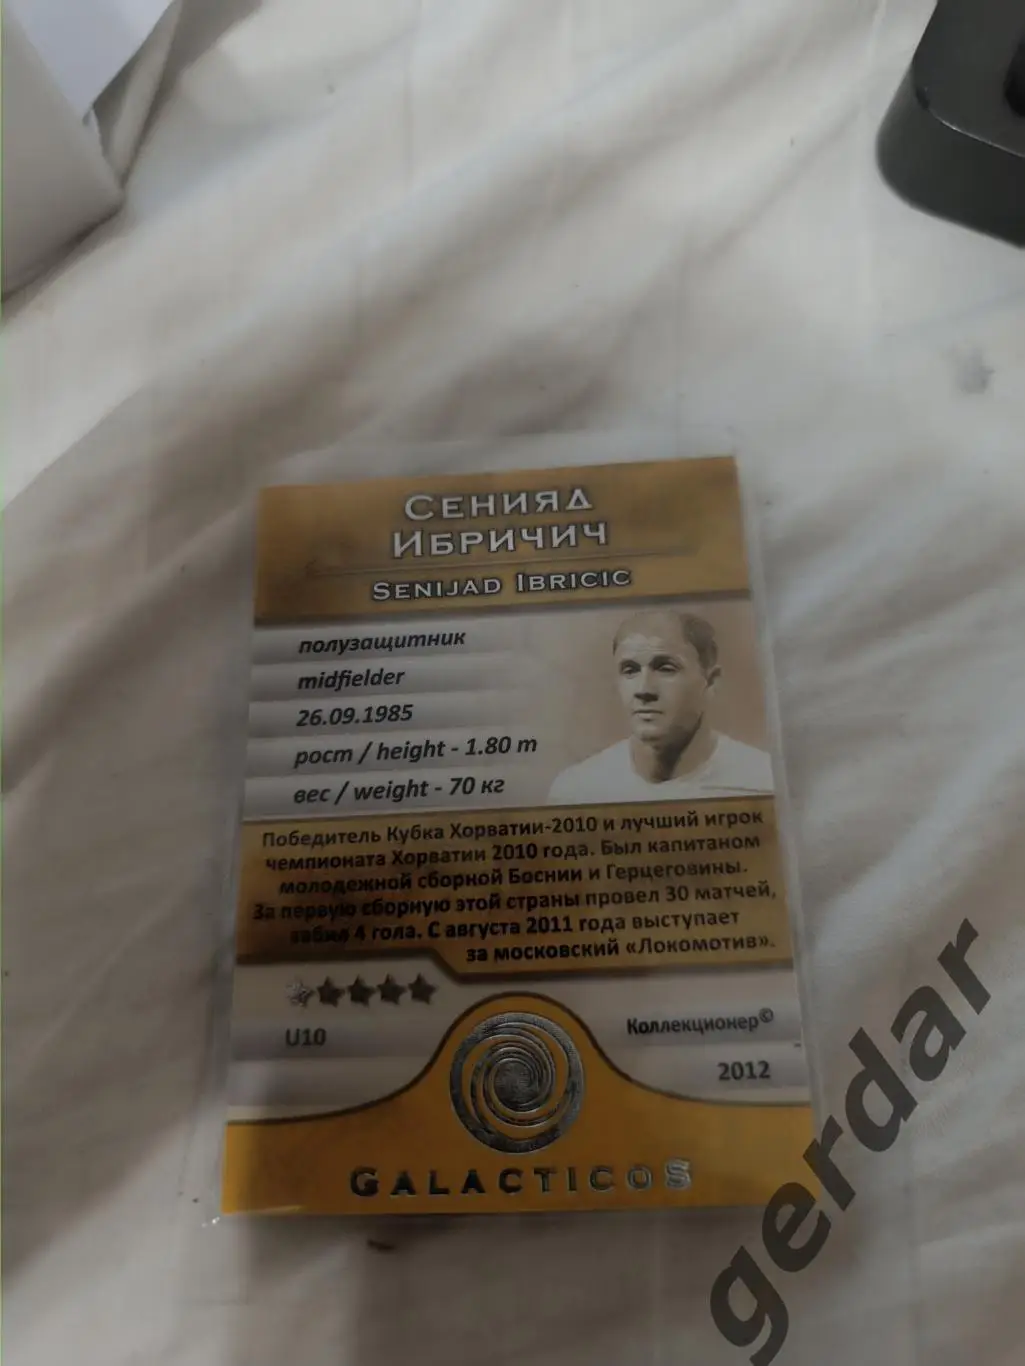 Сенияд
Ибричич
Senijad Ibricic
полузащитник
midfielder
26.09.1985
рост / height - 1.80 m
вес / weight - 70 кг
Победитель Кубка Хорватии-2010 и лучший игрок
чемпионата Хорватии 2010 года. Был капитаном
молодежной сборной Боснии и Герцеговины.
За первую сборную этой страны провел 30 матчей,
забил 4 гола. С августа 2011 года выступает
за московский «Локомотив».
U10
Коллекционер©
2012
Galacticos
gerdar